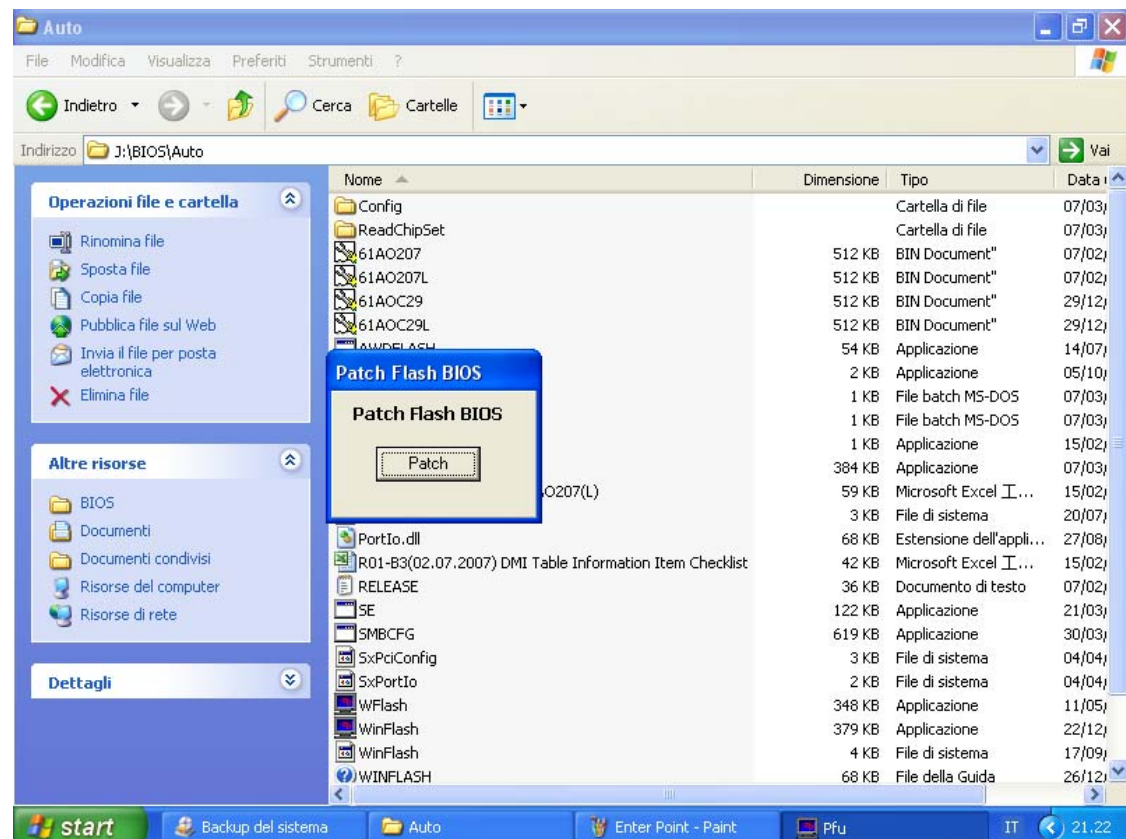 Auto
File Modifica Visualizza Preferiti Strumenti ?
Indietro Cerca Cartelle
Indirizzo J:\BIOS\Auto Vai
Operazioni file e cartella
Rinomina file
Sposta file
Copia file
Pubblica file sul Web
Invia il file per posta
elettronica
Elimina file
Altre risorse
BIOS
Documenti
Documenti condivisi
Risorse del computer
Risorse di rete
Dettagli
Nome Dimensione Tipo Data
Config Cartella di file 07/03/
ReadChipSet Cartella di file 07/03/
61AO207 512 KB BIN Document" 07/02/
61AO207L 512 KB BIN Document" 07/02/
61AOC29 512 KB BIN Document" 29/12/
61AOC29L 512 KB BIN Document" 29/12/
AWDFLASH 54 KB Applicazione 14/07/
2 KB Applicazione 05/10/
1 KB File batch MS-DOS 07/03/
1 KB File batch MS-DOS 07/03/
1 KB Applicazione 15/02/
384 KB Applicazione 07/03/
O207(L) 59 KB Microsoft Excel 工... 15/02/
3 KB File di sistema 20/07/
PortIo.dll 68 KB Estensione dell'appli... 27/08/
R01-B3(02.07.2007) DMI Table Information Item Checklist 42 KB Microsoft Excel 工... 15/02/
RELEASE 36 KB Documento di testo 07/02/
SE 122 KB Applicazione 21/03/
SMBCFG 619 KB Applicazione 30/03/
SxPciConfig 3 KB File di sistema 04/04/
SxPortIo 2 KB File di sistema 04/04/
WFlash 348 KB Applicazione 11/05/
WinFlash 379 KB Applicazione 22/12/
WinFlash 4 KB File di sistema 17/09/
WINFLASH 68 KB File della Guida 26/12/
Patch Flash BIOS
Patch Flash BIOS
Patch
start Backup del sistema Auto Enter Point - Paint Pfu IT 21.22